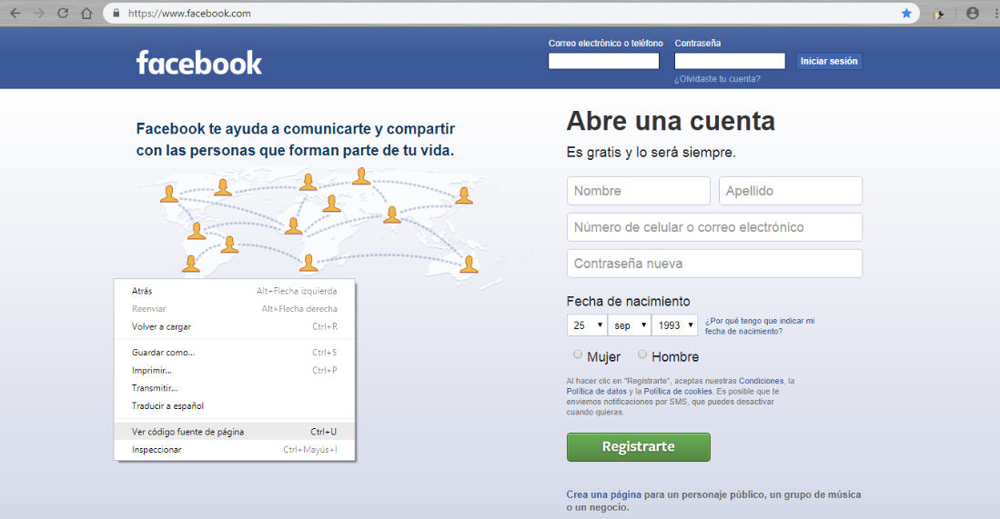 https://www.facebook.com
facebook
Correo electrónico o teléfono
Contraseña
Iniciar sesión
¿Olvidaste tu cuenta?
Facebook te ayuda a comunicarte y compartir
con las personas que forman parte de tu vida.
Atrás Alt+Flecha izquierda
Reenviar Alt+Flecha derecha
Volver a cargar Ctrl+R
Guardar como... Ctrl+S
Imprimir... Ctrl+P
Transmitir...
Traducir a español
Ver código fuente de página Ctrl+U
Inspeccionar Ctrl+Mayús+I
Abre una cuenta
Es gratis y lo será siempre.
Nombre Apellido
Número de celular o correo electrónico
Contraseña nueva
Fecha de nacimiento
25 sep 1993
¿Por qué tengo que indicar mi
fecha de nacimiento?
Mujer Hombre
Al hacer clic en "Registrarte", aceptas nuestras Condiciones, la
Política de datos y la Política de cookies. Es posible que te
enviemos notificaciones por SMS, que puedes desactivar
cuando quieras.
Registrarte
Crea una página para un personaje público, un grupo de música
o un negocio.